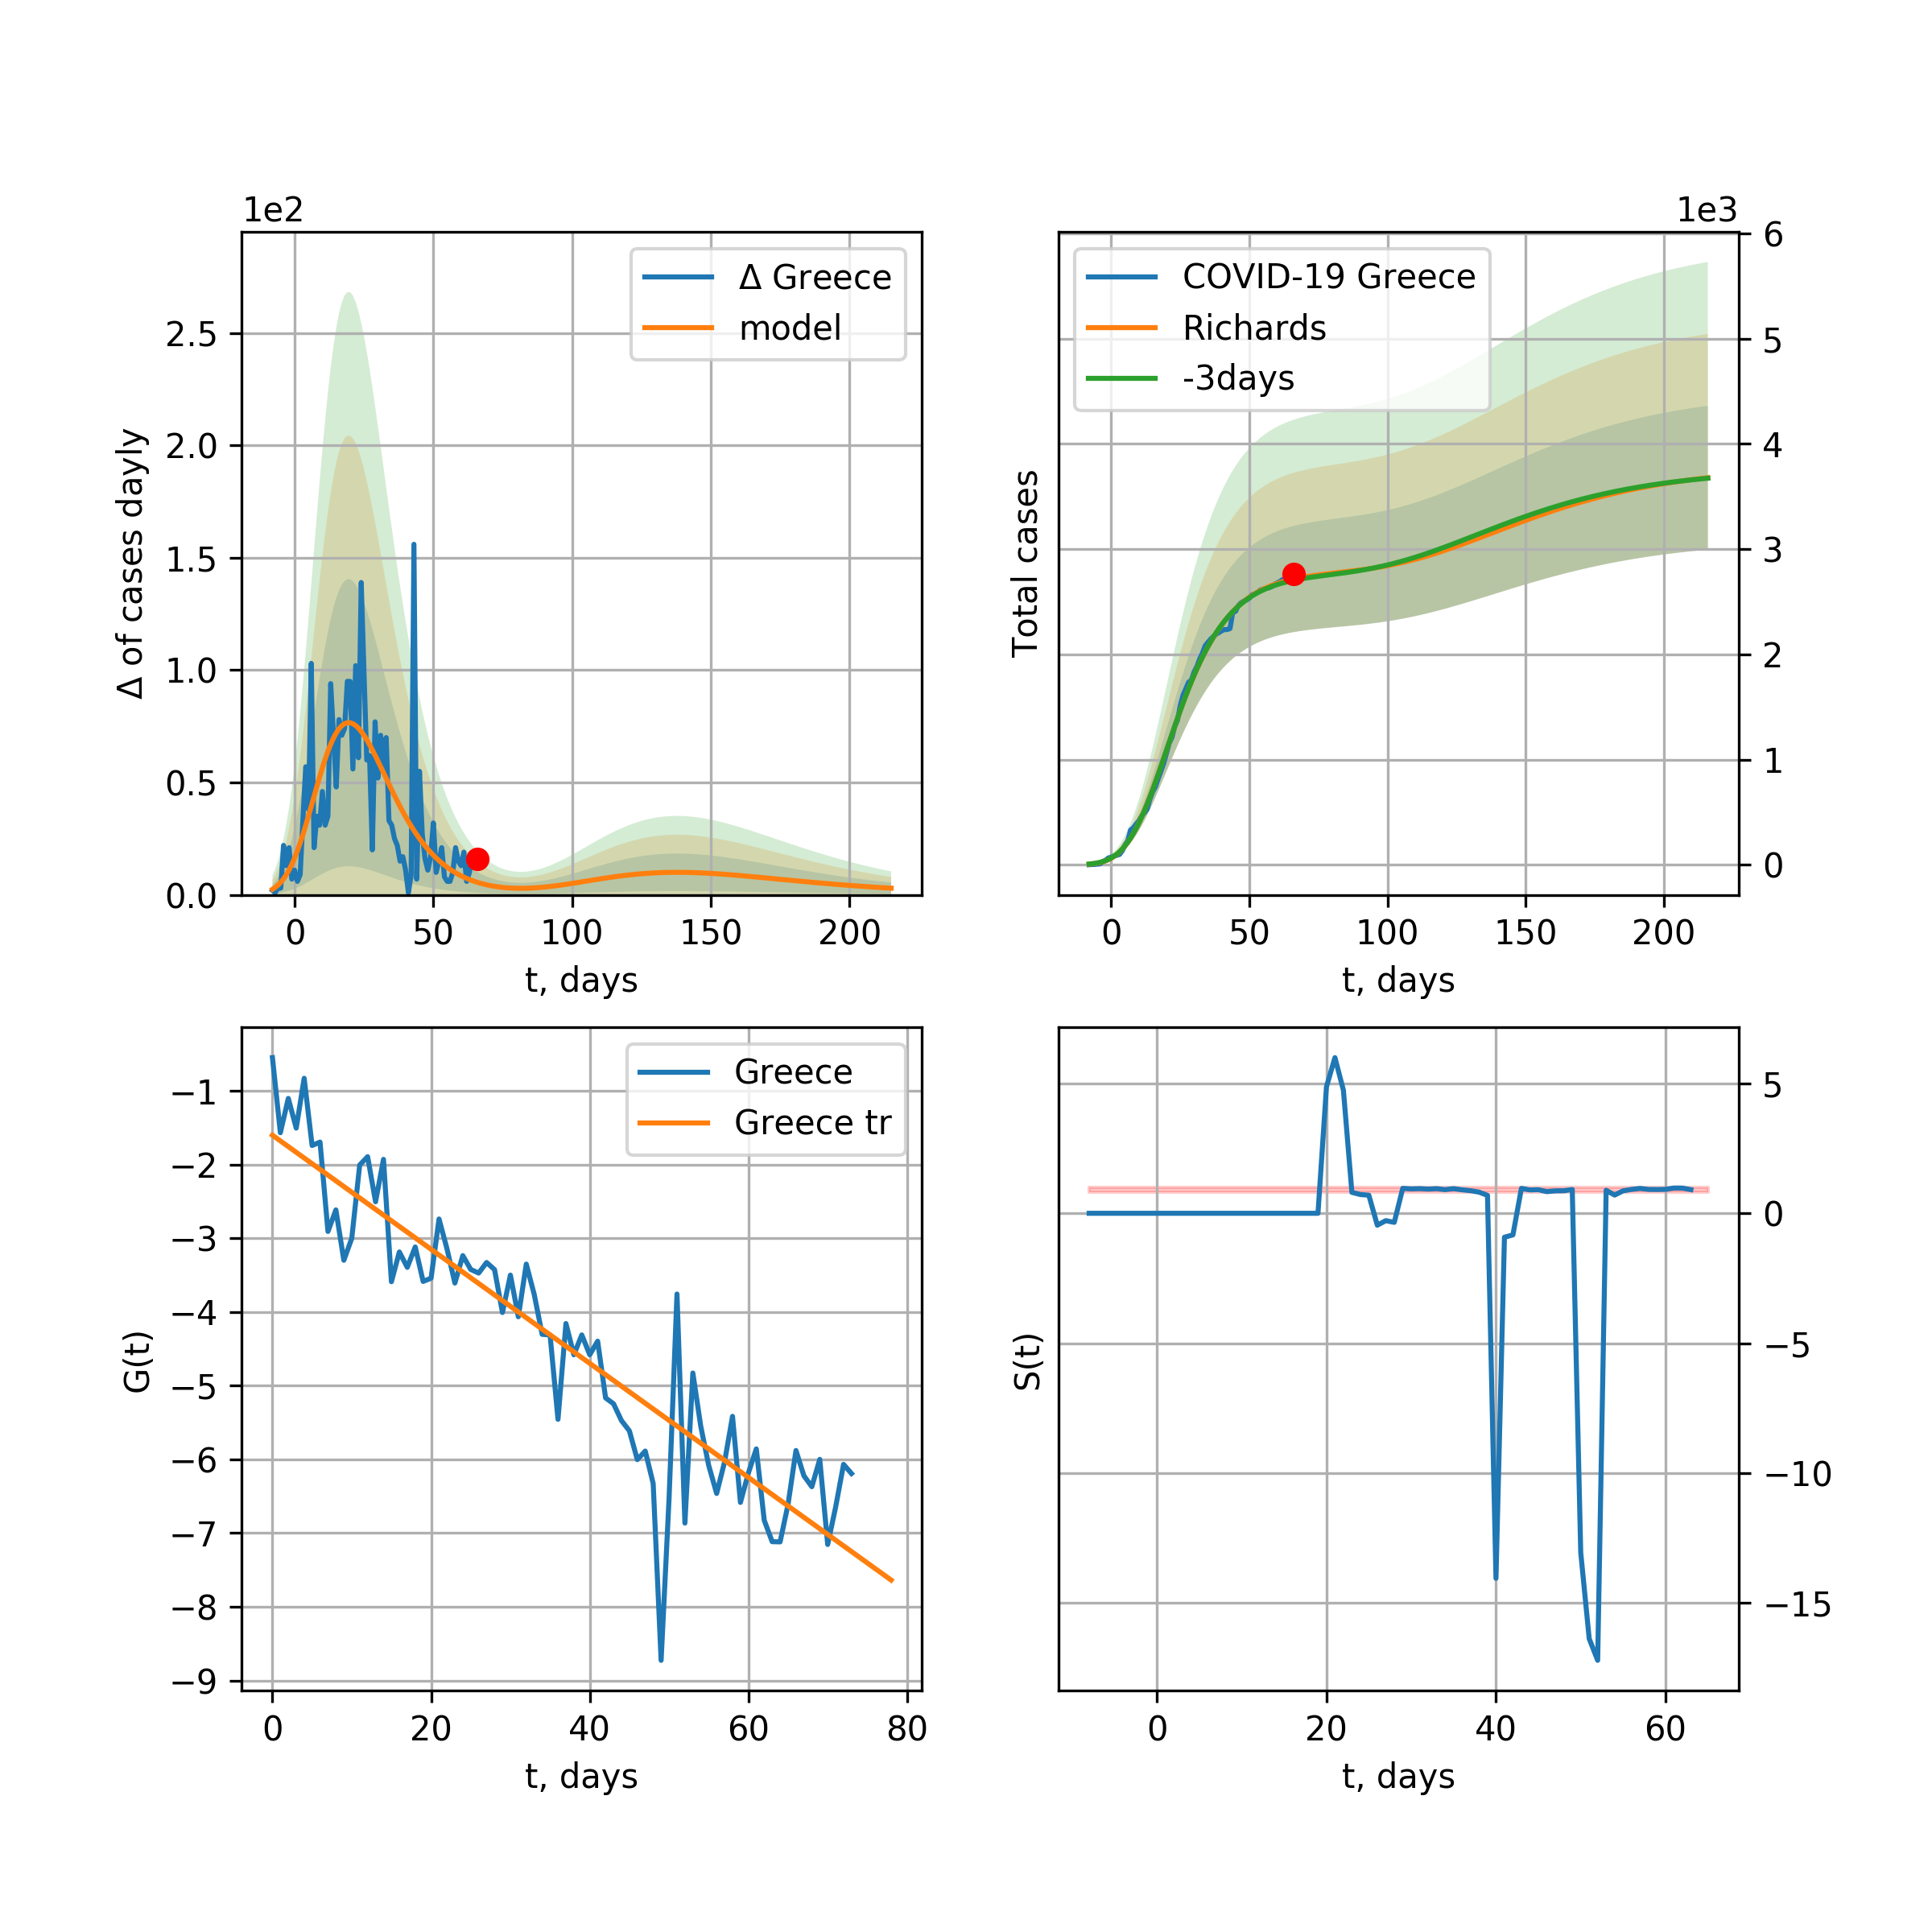 1e2
Δ Greece
model
2.5
2.0
1.5
1.0
0.5
0.0
Δ of cases dayly
0 50 100 150 200
t, days
1e3
COVID-19 Greece
Richards
-3days
6
5
4
3
2
1
0
Total cases
0 50 100 150 200
t, days
Greece
Greece tr
−1
−2
−3
−4
−5
−6
−7
−8
−9
G(t)
0 20 40 60 80
t, days
5
0
−5
−10
−15
S(t)
0 20 40 60
t, days